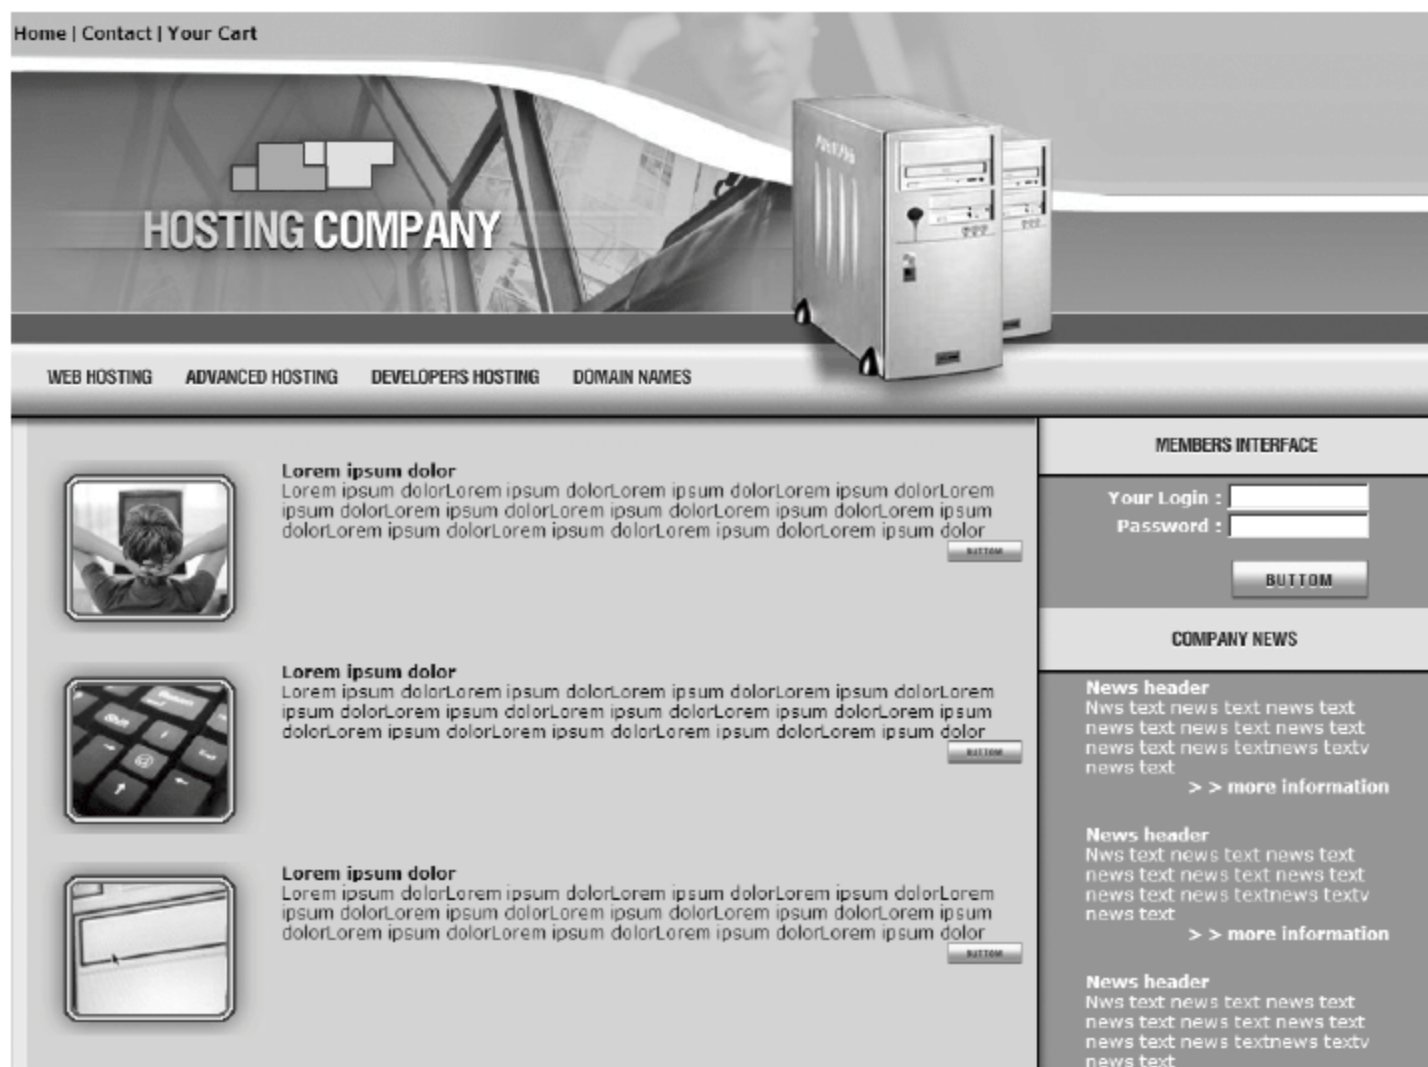 Home | Contact | Your Cart
HOSTING COMPANY
WEB HOSTING ADVANCED HOSTING DEVELOPERS HOSTING DOMAIN NAMES
Lorem ipsum dolor
Lorem ipsum dolorLorem ipsum dolorLorem ipsum dolorLorem ipsum dolorLorem
ipsum dolorLorem ipsum dolorLorem ipsum dolorLorem ipsum dolorLorem ipsum
dolorLorem ipsum dolorLorem ipsum dolorLorem ipsum dolorLorem ipsum dolor
BUTTOM
Lorem ipsum dolor
Lorem ipsum dolorLorem ipsum dolorLorem ipsum dolorLorem ipsum dolorLorem
ipsum dolorLorem ipsum dolorLorem ipsum dolorLorem ipsum dolorLorem ipsum
dolorLorem ipsum dolorLorem ipsum dolorLorem ipsum dolorLorem ipsum dolor
BUTTOM
Shift
Lorem ipsum dolor
Lorem ipsum dolorLorem ipsum dolorLorem ipsum dolorLorem ipsum dolorLorem
ipsum dolorLorem ipsum dolorLorem ipsum dolorLorem ipsum dolorLorem ipsum
dolorLorem ipsum dolorLorem ipsum dolorLorem ipsum dolorLorem ipsum dolor
BUTTOM
MEMBERS INTERFACE
Your Login :
Password :
BUTTOM
COMPANY NEWS
News header
Nws text news text news text
news text news text news text
news text news textnews textv
news text
> > more information
News header
Nws text news text news text
news text news text news text
news text news textnews textv
news text
> > more information
News header
Nws text news text news text
news text news text news text
news text news textnews textv
news text